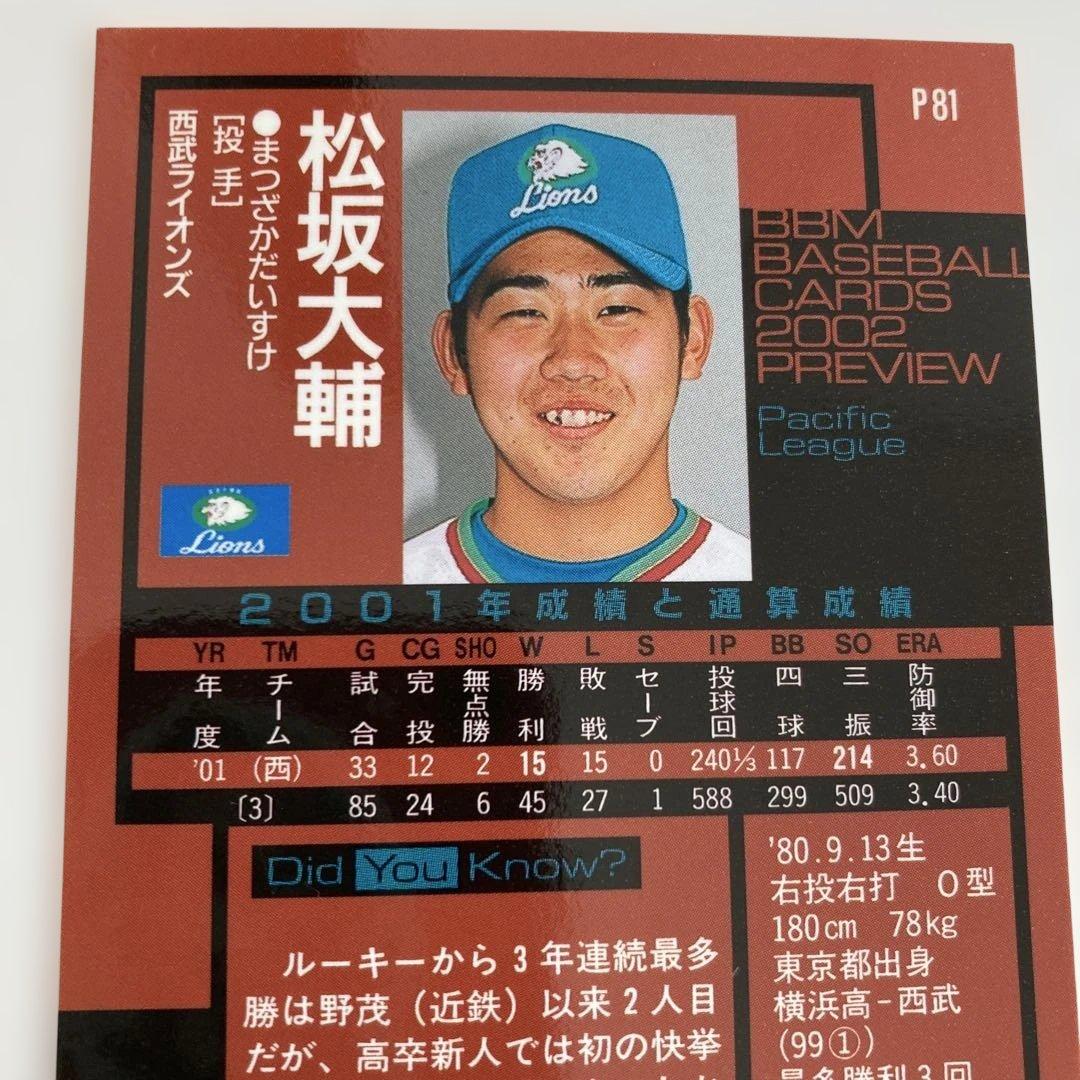 P81
松坂大輔
●まつざかだいすけ
[投 手]
西武ライオンズ
Lions
BBM
BASEBALL
CARDS
2002
PREVIEW
Pacific
League
Lions
2001年成績と通算成績
YR TM G CG SHO W L S IP BB SO ERA
年度 チーム 試合 完投 無点勝 勝利 敗戦 セーブ 投球回 四球 三振 防御率
'01 (西) 33 12 2 15 15 0 240⅓ 117 214 3.60
〔3〕 85 24 6 45 27 1 588 299 509 3.40
Did You Know?
ルーキーから3年連続最多
勝は野茂（近鉄）以来2人目
だが、高卒新人では初の快挙
'80.9.13生
右投右打 O型
180cm 78kg
東京都出身
横浜高-西武
(99①)
最多勝利3回